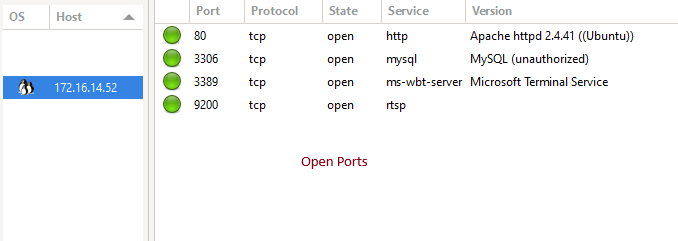 OS Host
Port Protocol State Service Version
80 tcp open http Apache httpd 2.4.41 ((Ubuntu))
3306 tcp open mysql MySQL (unauthorized)
172.16.14.52
3389 tcp open ms-wbt-server Microsoft Terminal Service
9200 tcp open rtsp
Open Ports